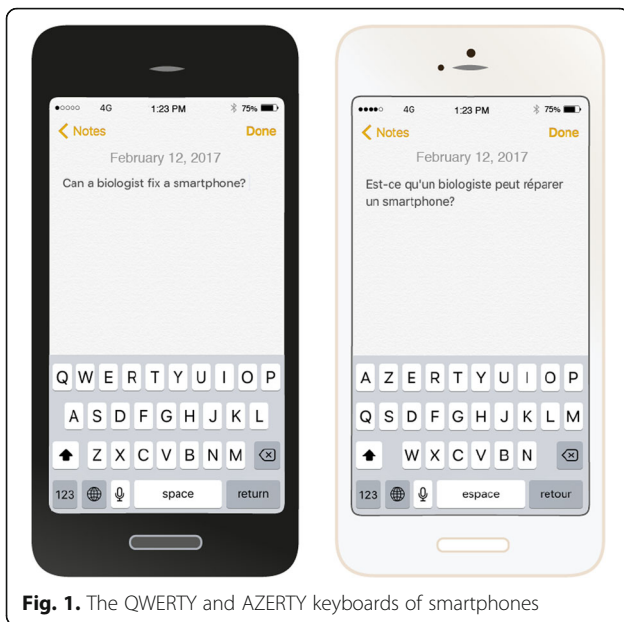 4G 1:23 PM 75%
Notes Done
February 12, 2017
Can a biologist fix a smartphone?
Q W E R T Y U I O P
A S D F G H J K L
Z X C V B N M
123 space return
4G 1:23 PM 75%
Notes Done
February 12, 2017
Est-ce qu'un biologiste peut réparer
un smartphone?
A Z E R T Y U I O P
Q S D F G H J K L M
W X C V B N
123 espace retour
Fig. 1. The QWERTY and AZERTY keyboards of smartphones